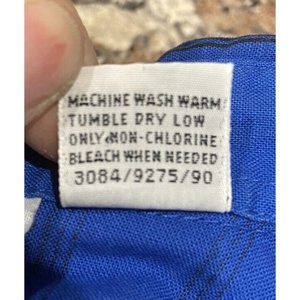 MACHINE WASH WARM
TUMBLE DRY LOW
ONLY NON-CHLORINE
BLEACH WHEN NEEDED
3084/9275/90